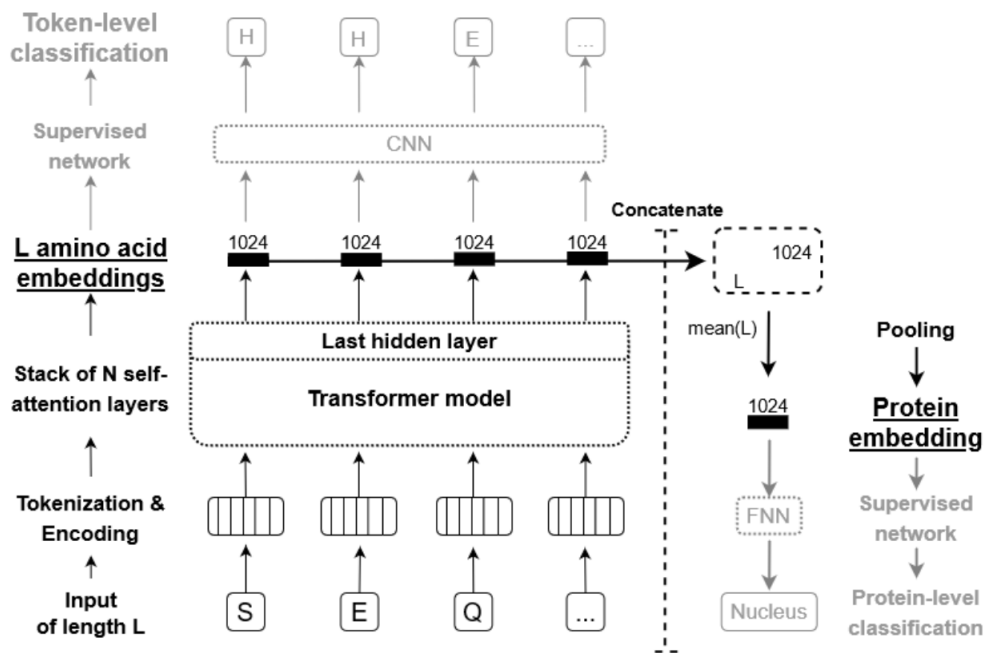 Token-level
classification
H
H
E
...
Supervised
network
CNN
L amino acid
embeddings
1024
1024
1024
1024
Concatenate
1024
L
Last hidden layer
mean(L)
Pooling
Stack of N self-
attention layers
Transformer model
1024
Protein
embedding
Tokenization &
Encoding
FNN
Supervised
network
Input
of length L
S
E
Q
...
Nucleus
Protein-level
classification